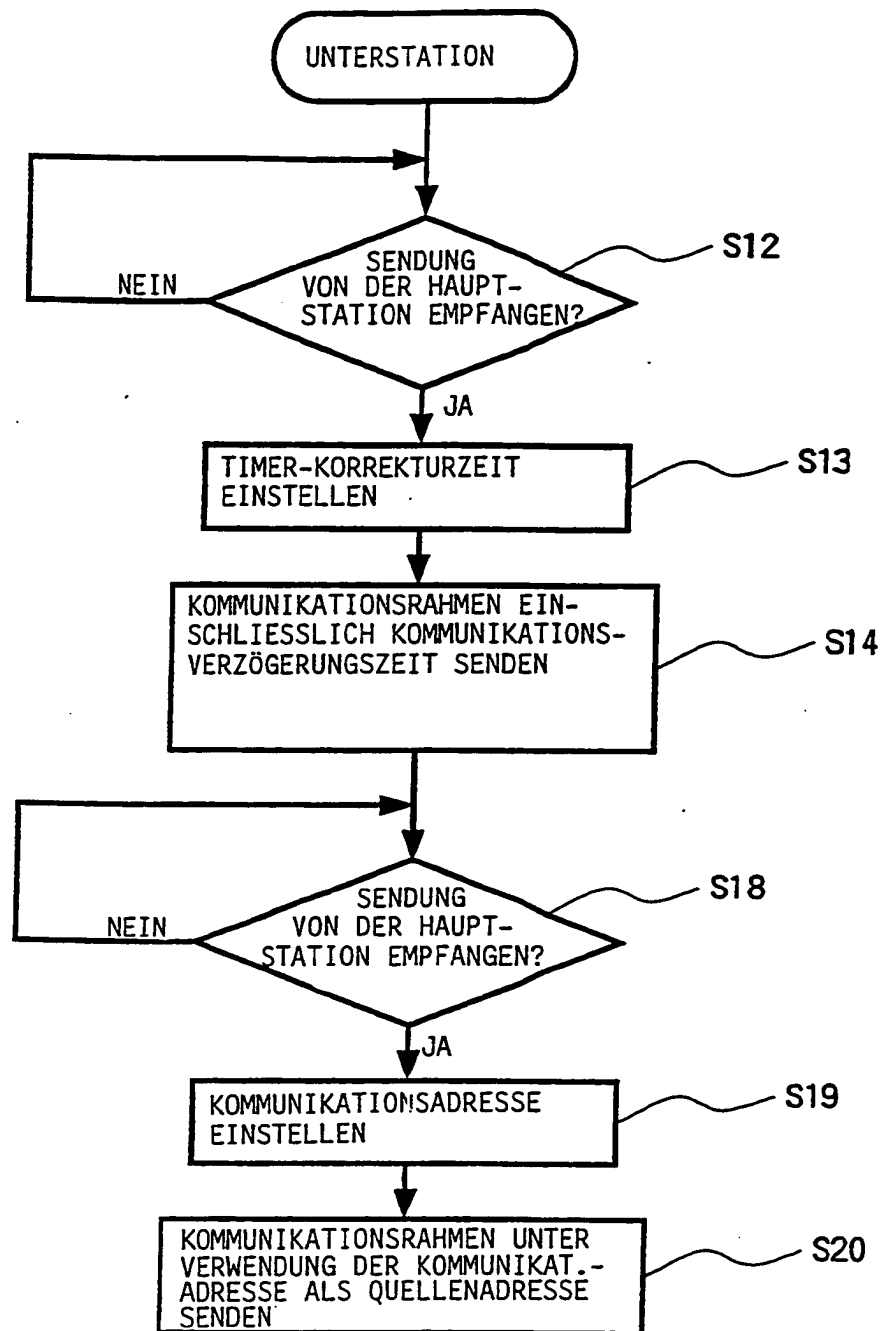 UNTERSTATION
SENDUNG
VON DER HAUPT-
STATION EMPFANGEN?
S12
NEIN
JA
TIMER-KORREKTURZEIT
EINSTELLEN
S13
KOMMUNIKATIONSRAHMEN EIN-
SCHLIESSLICH KOMMUNIKATIONS-
VERZÖGERUNGSZEIT SENDEN
S14
SENDUNG
VON DER HAUPT-
STATION EMPFANGEN?
S18
NEIN
JA
KOMMUNIKATIONSADRESSE
EINSTELLEN
S19
KOMMUNIKATIONSRAHMEN UNTER
VERWENDUNG DER KOMMUNIKAT.-
ADRESSE ALS QUELLENADRESSE
SENDEN
S20